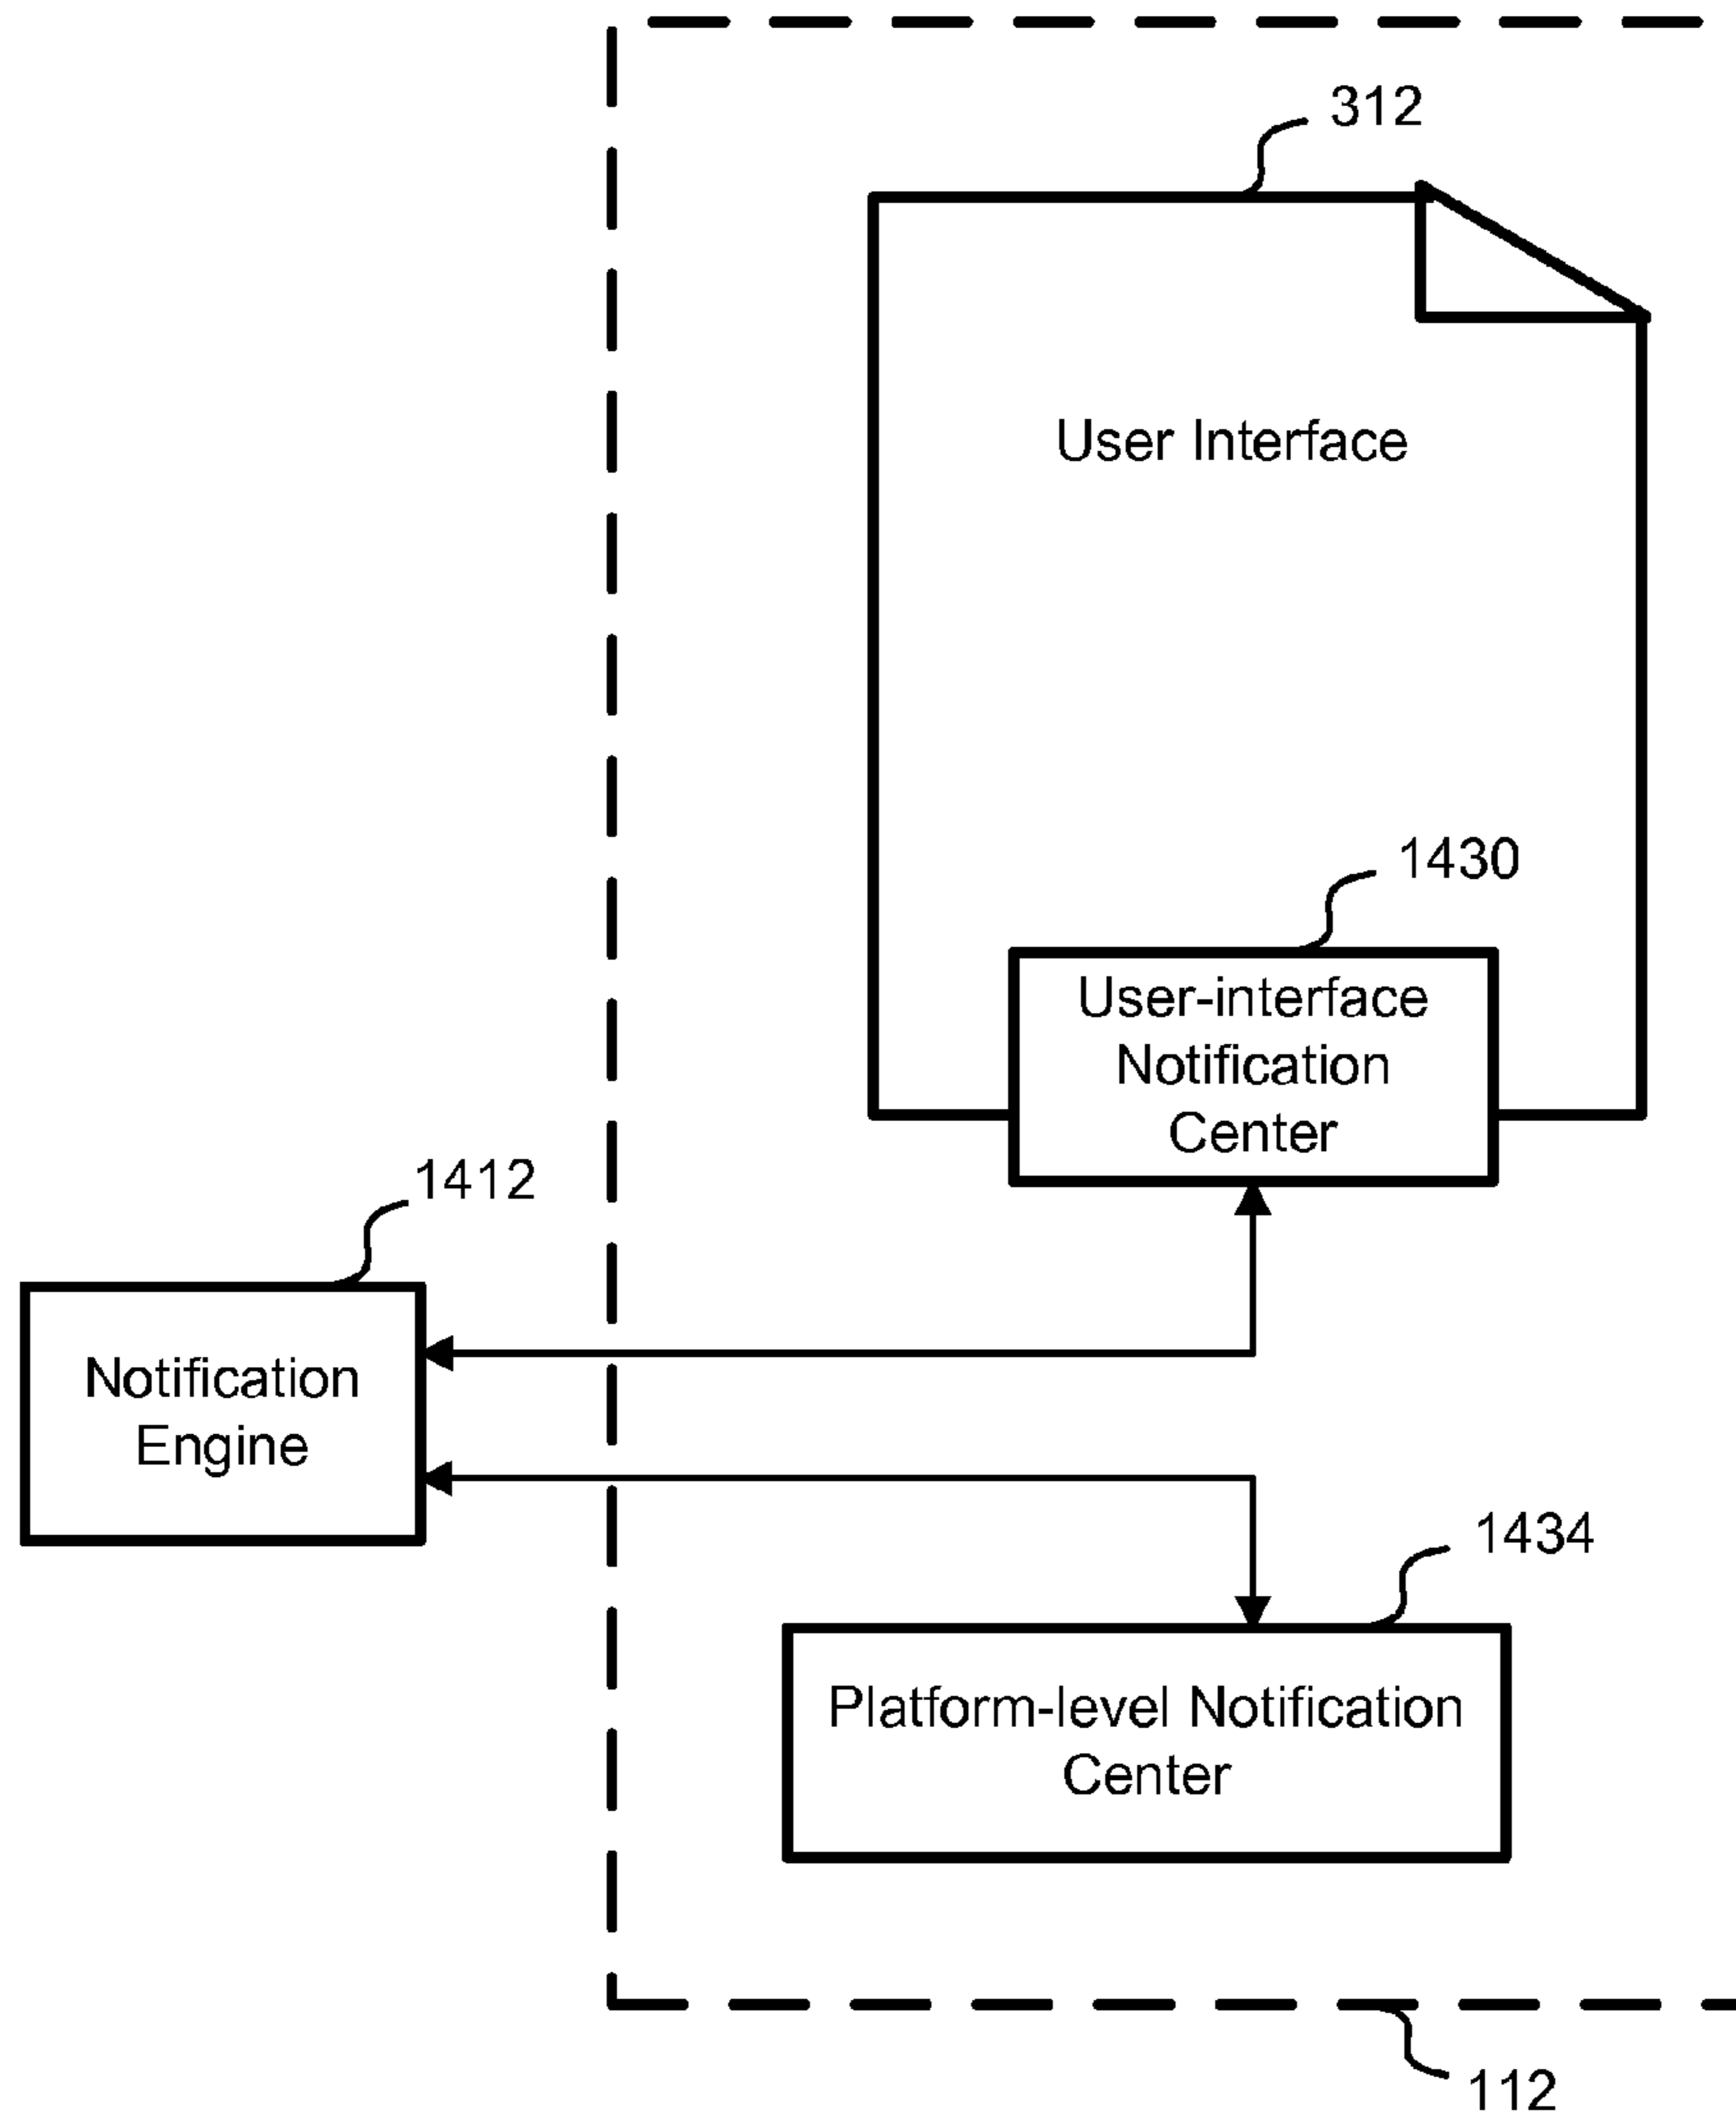 312
User Interface
1430
User-interface
Notification
Center
1412
Notification
Engine
1434
Platform-level Notification
Center
112